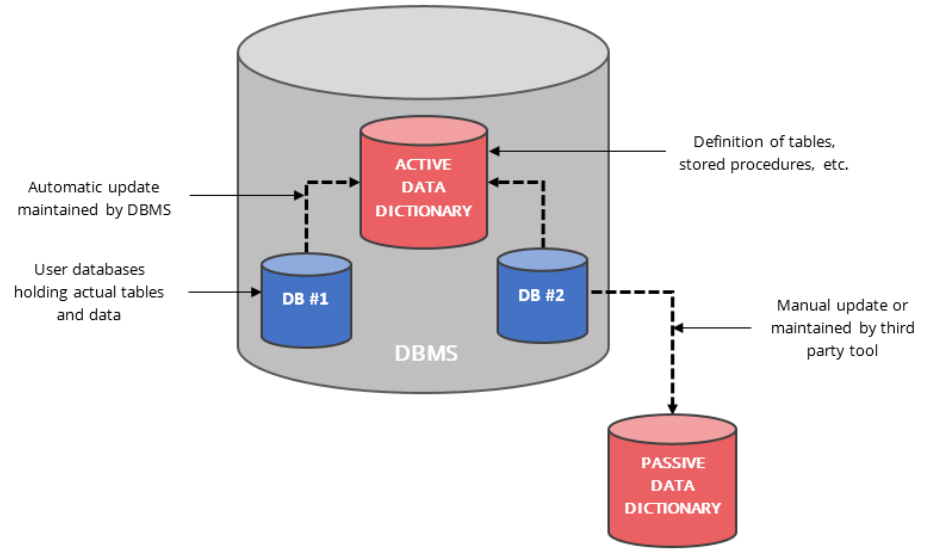 ACTIVE
DATA
DICTIONARY
Definition of tables,
stored procedures, etc.
Automatic update
maintained by DBMS
User databases
holding actual tables
and data
DB #1
DB #2
Manual update or
maintained by third
party tool
DBMS
PASSIVE
DATA
DICTIONARY